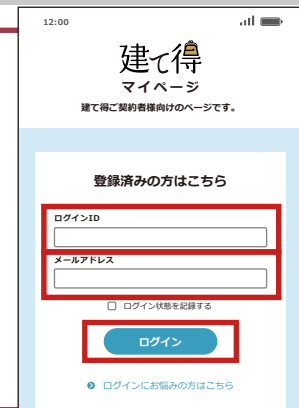 12:00
建て得
マイページ
建て得ご契約者様向けのページです。
登録済みの方はこちら
ログインID
メールアドレス
ログイン状態を記録する
ログイン
ログインにお悩みの方はこちら